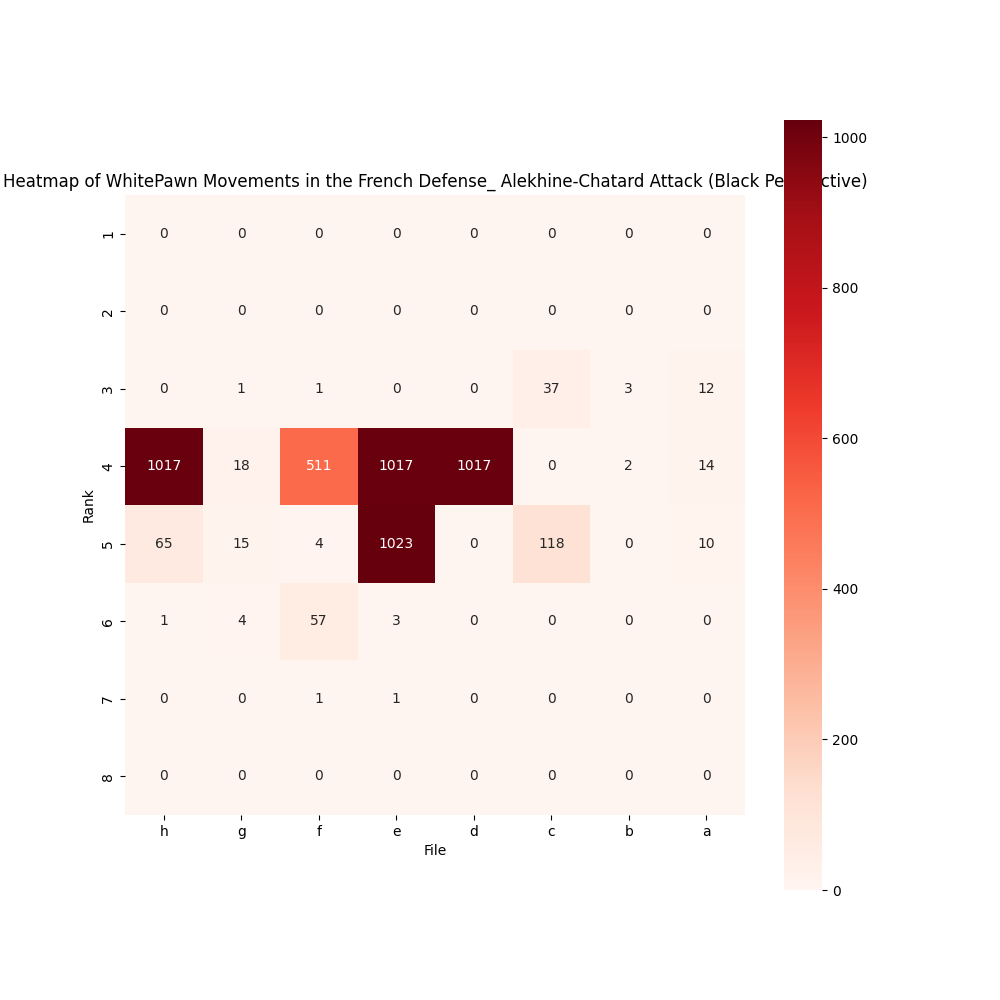 Heatmap of WhitePawn Movements in the French Defense_ Alekhine-Chatard Attack (Black Pe ctive)
1 0 0 0 0 0 0 0 0
2 0 0 0 0 0 0 0 0
3 0 1 1 0 0 37 3 12
4 1017 18 511 1017 1017 0 2 14
5 65 15 4 1023 0 118 0 10
6 1 4 57 3 0 0 0 0
7 0 0 1 1 0 0 0 0
8 0 0 0 0 0 0 0 0
h g f e d c b a
File
Rank
1000
800
600
400
200
0